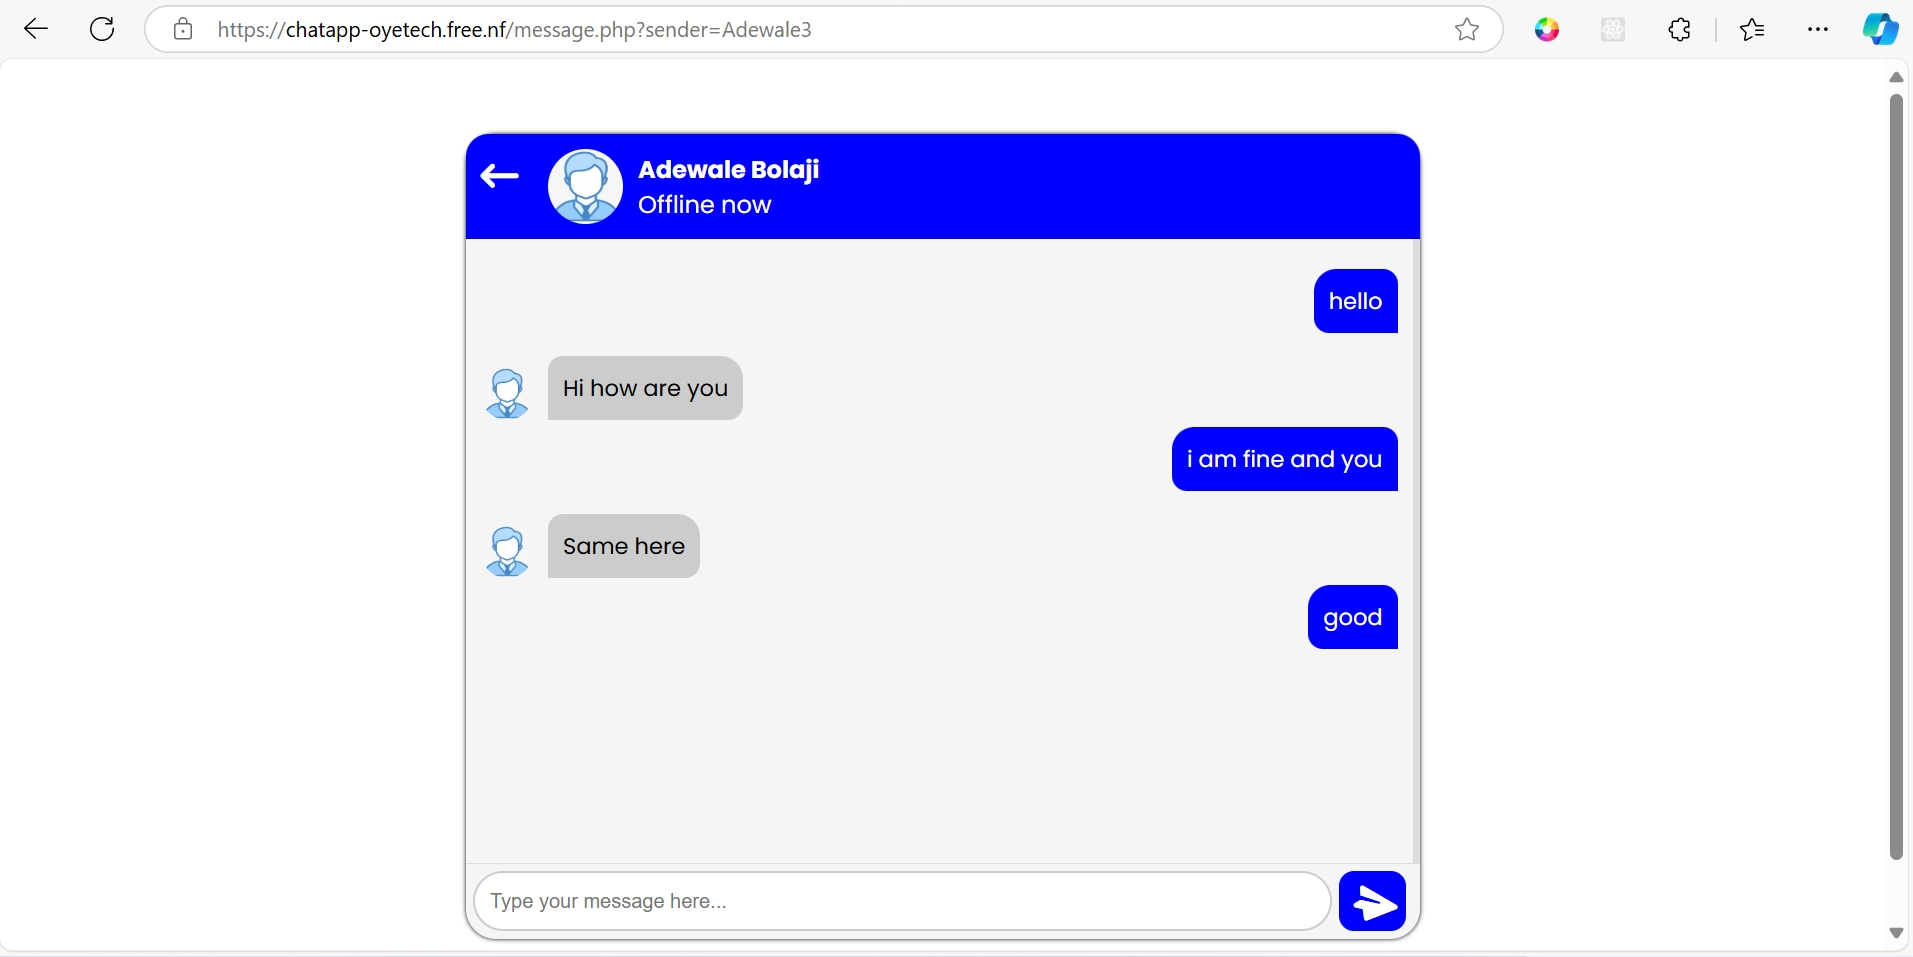 https://chatapp-oyetech.free.nf/message.php?sender=Adewale3
Adewale Bolaji
Offline now
hello
Hi how are you
i am fine and you
Same here
good
Type your message here...